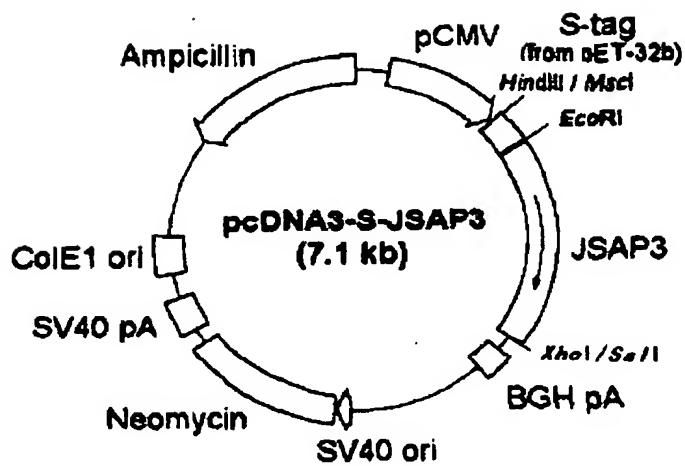 S-tag
pCMV
(from pET-32b)
Ampicillin
HindIII / MscI
EcoRI
pcDNA3-S-JSAP3
(7.1 kb)
JSAP3
ColE1 ori
SV40 pA
XhoI / SalI
BGH pA
Neomycin
SV40 ori